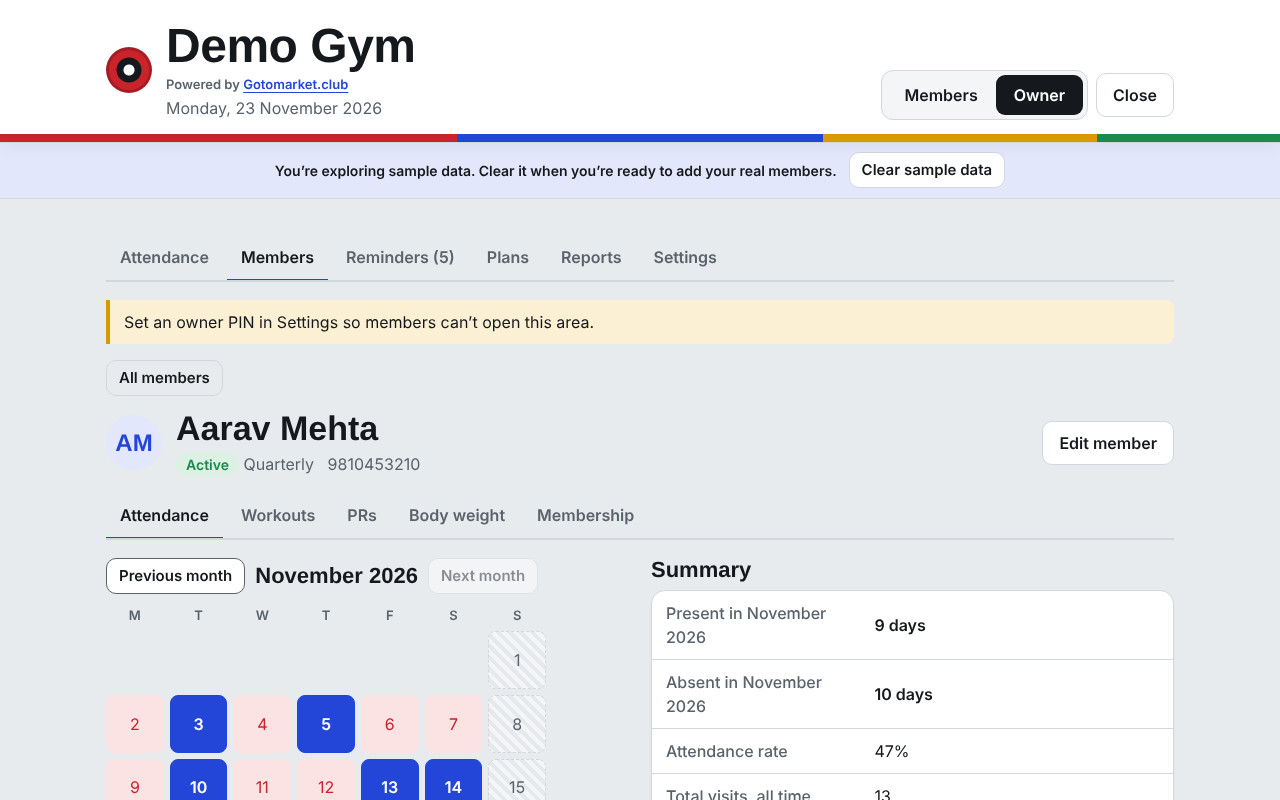 Demo Gym
Powered by Gotomarket.club
Monday, 23 November 2026
Members
Owner
Close
You’re exploring sample data. Clear it when you’re ready to add your real members.
Clear sample data
Attendance
Members
Reminders (5)
Plans
Reports
Settings
Set an owner PIN in Settings so members can’t open this area.
All members
AM
Aarav Mehta
Active Quarterly 9810453210
Edit member
Attendance
Workouts
PRs
Body weight
Membership
Previous month
November 2026
Next month
M T W T F S S
1
2 3 4 5 6 7 8
9 10 11 12 13 14 15
Summary
Present in November
2026
9 days
Absent in November
2026
10 days
Attendance rate
47%
Total visits, all time
13